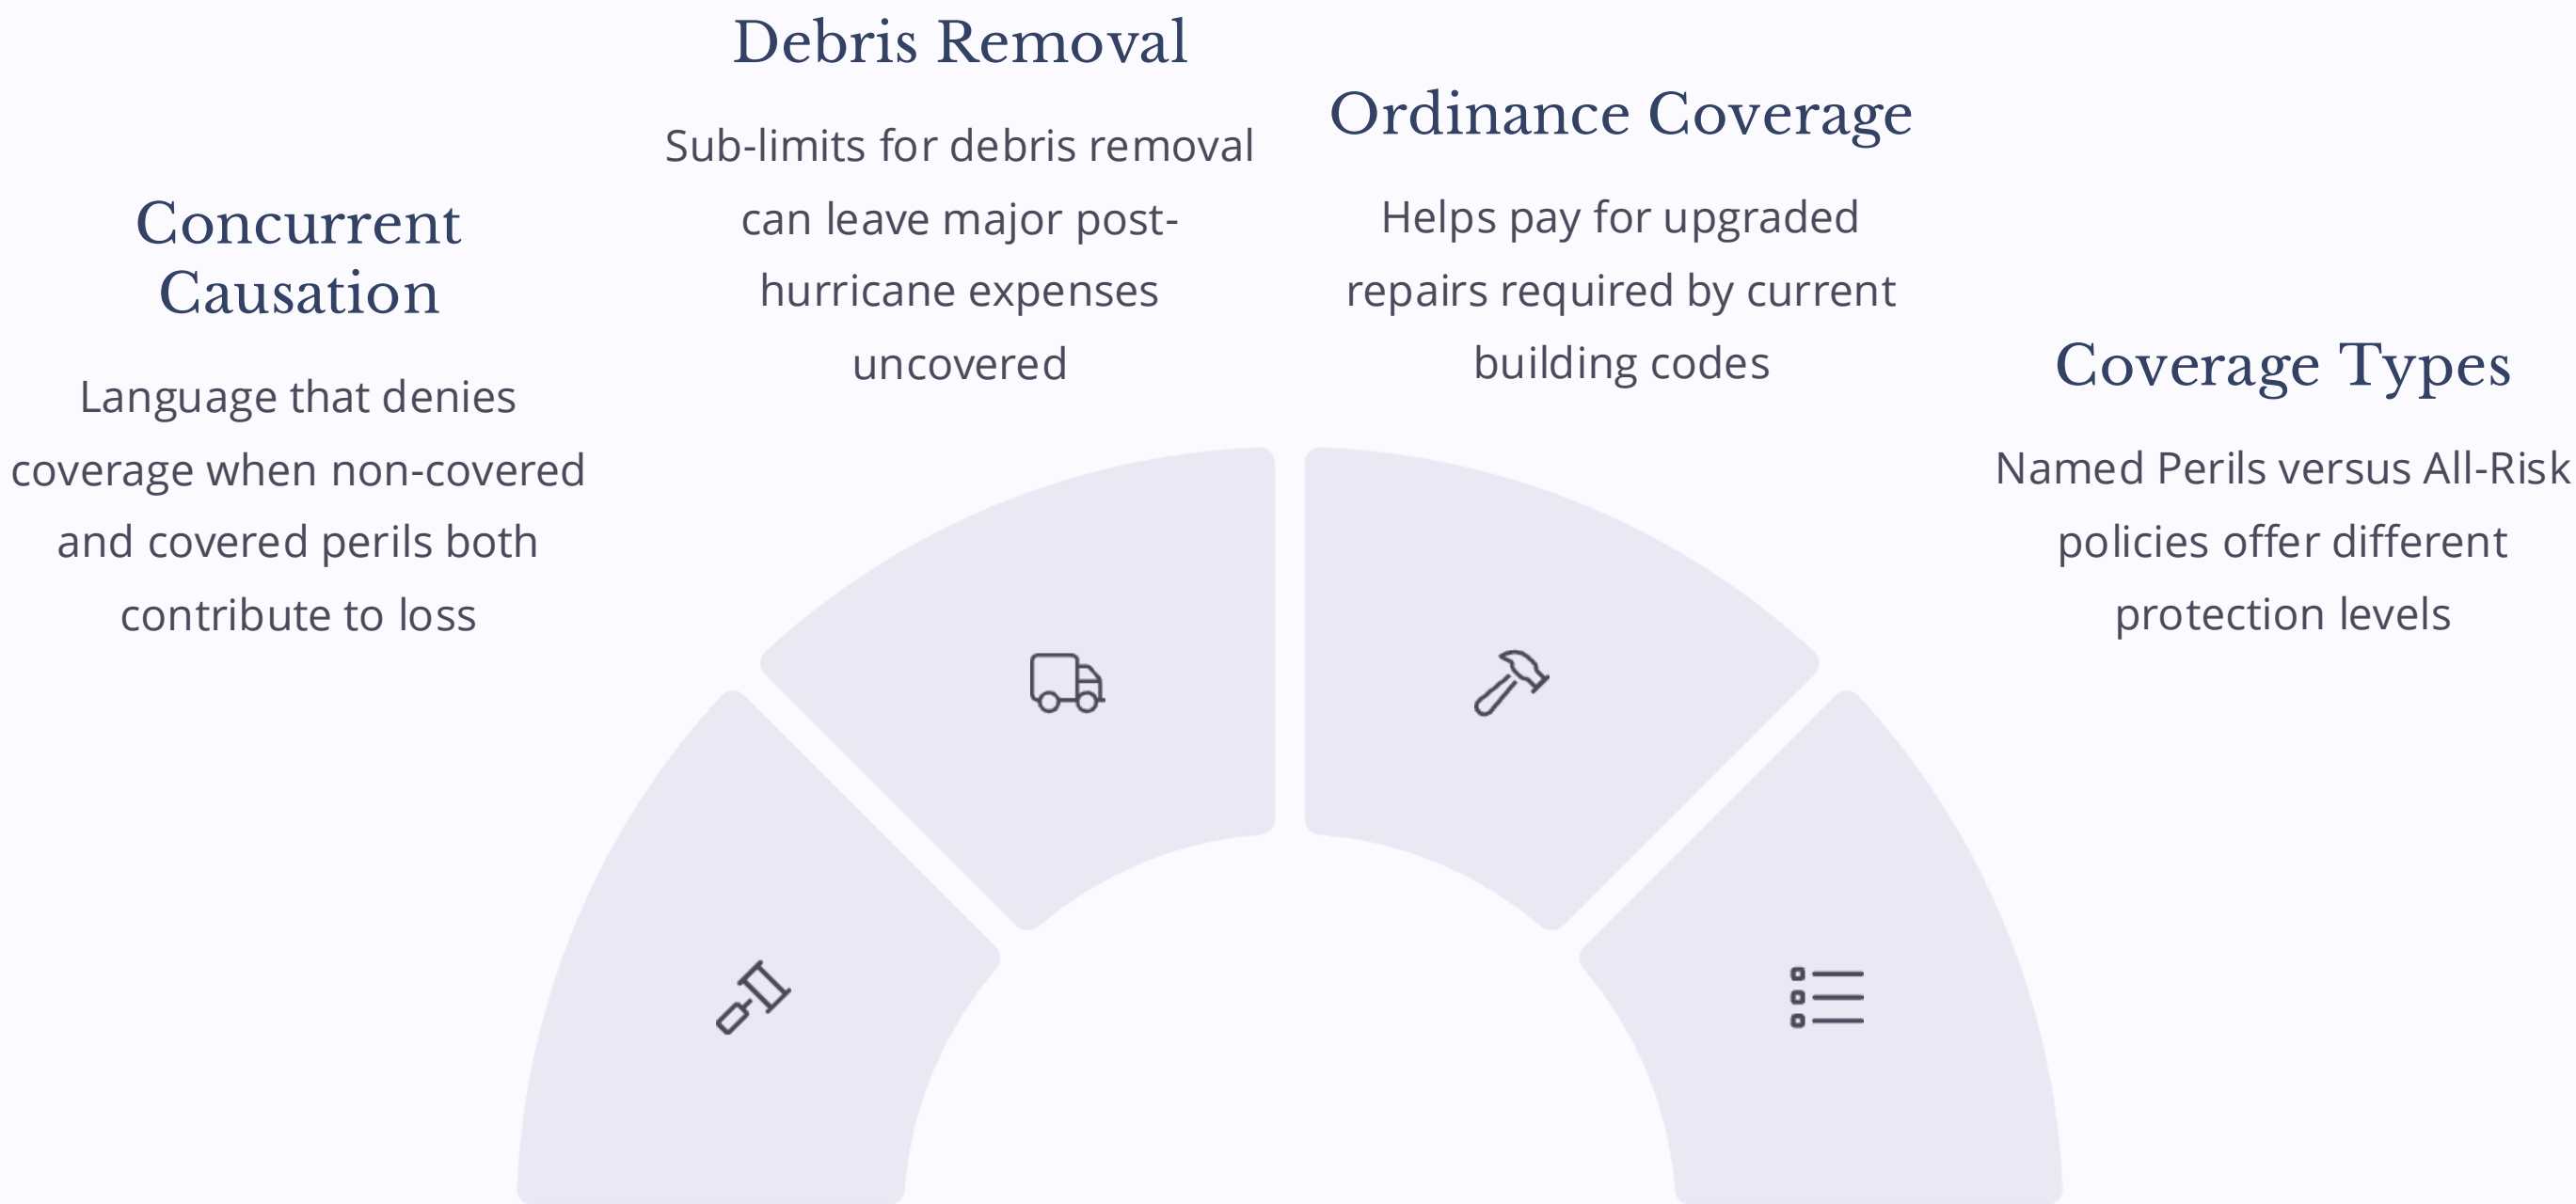 Concurrent
Causation
Language that denies
coverage when non-covered
and covered perils both
contribute to loss
Debris Removal
Sub-limits for debris removal
can leave major post-
hurricane expenses
uncovered
Ordinance Coverage
Helps pay for upgraded
repairs required by current
building codes
Coverage Types
Named Perils versus All-Risk
policies offer different
protection levels